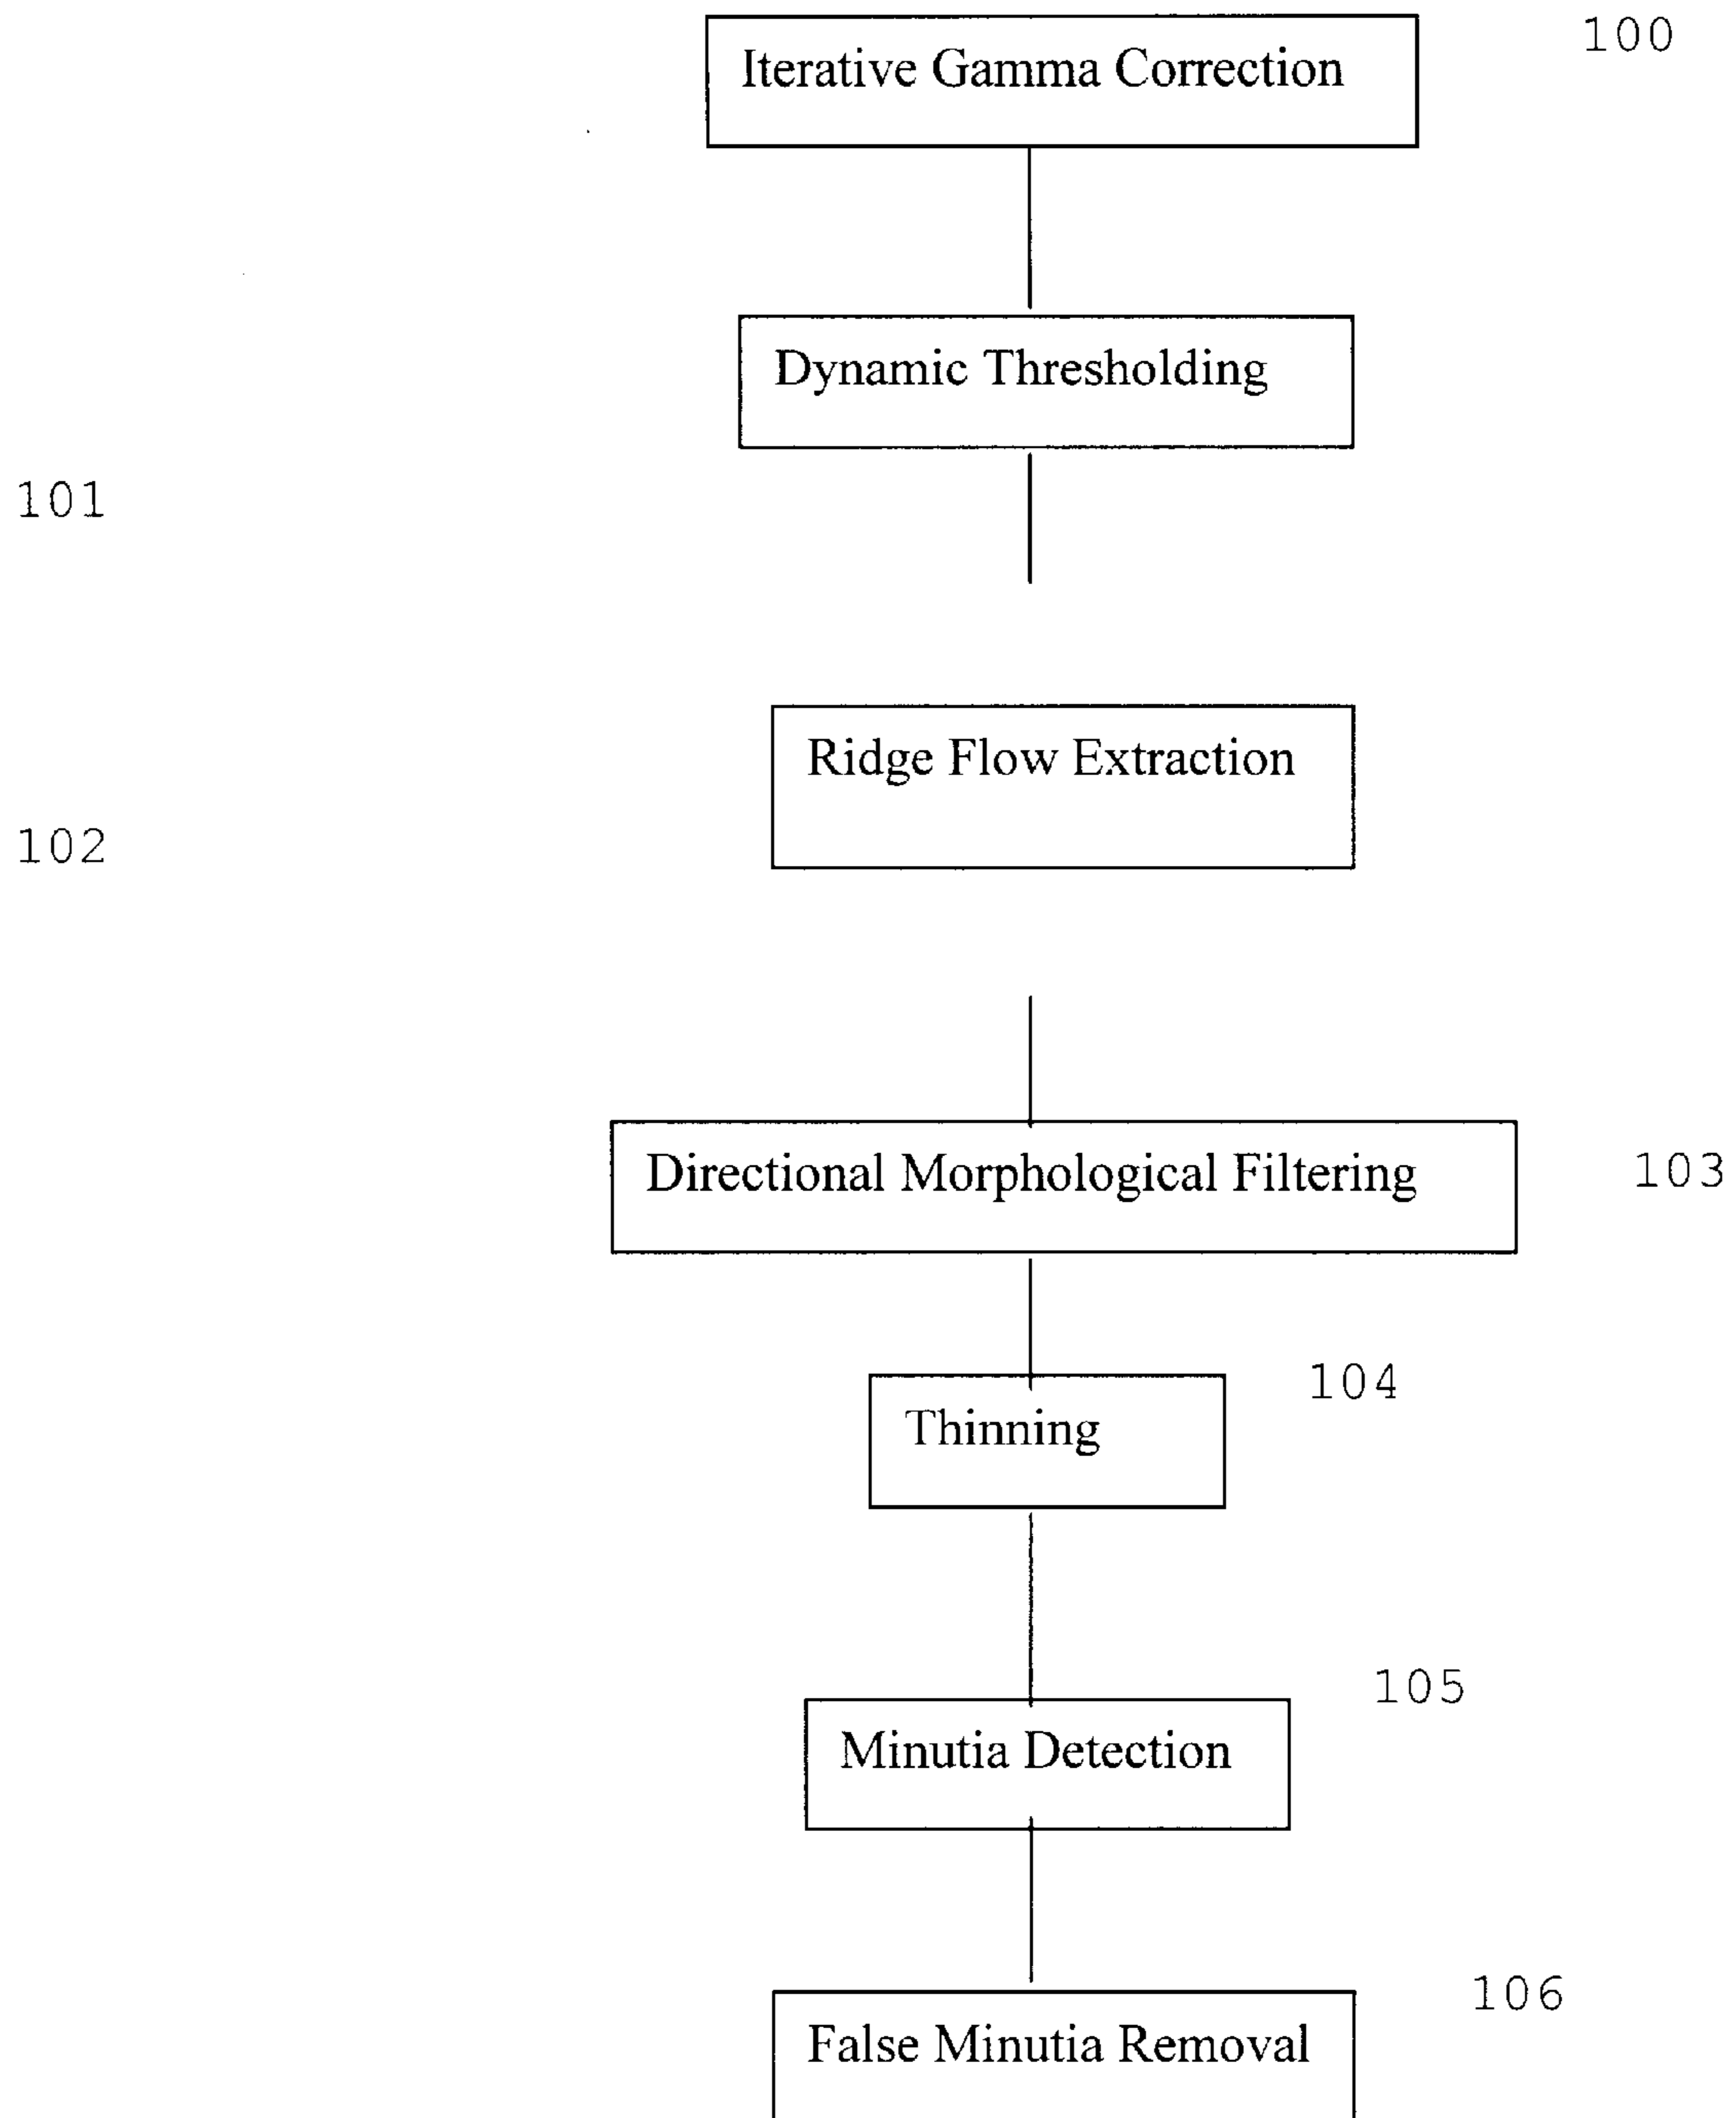 Iterative Gamma Correction
100
Dynamic Thresholding
101
Ridge Flow Extraction
102
Directional Morphological Filtering
103
104
Thinning
105
Minutia Detection
106
False Minutia Removal